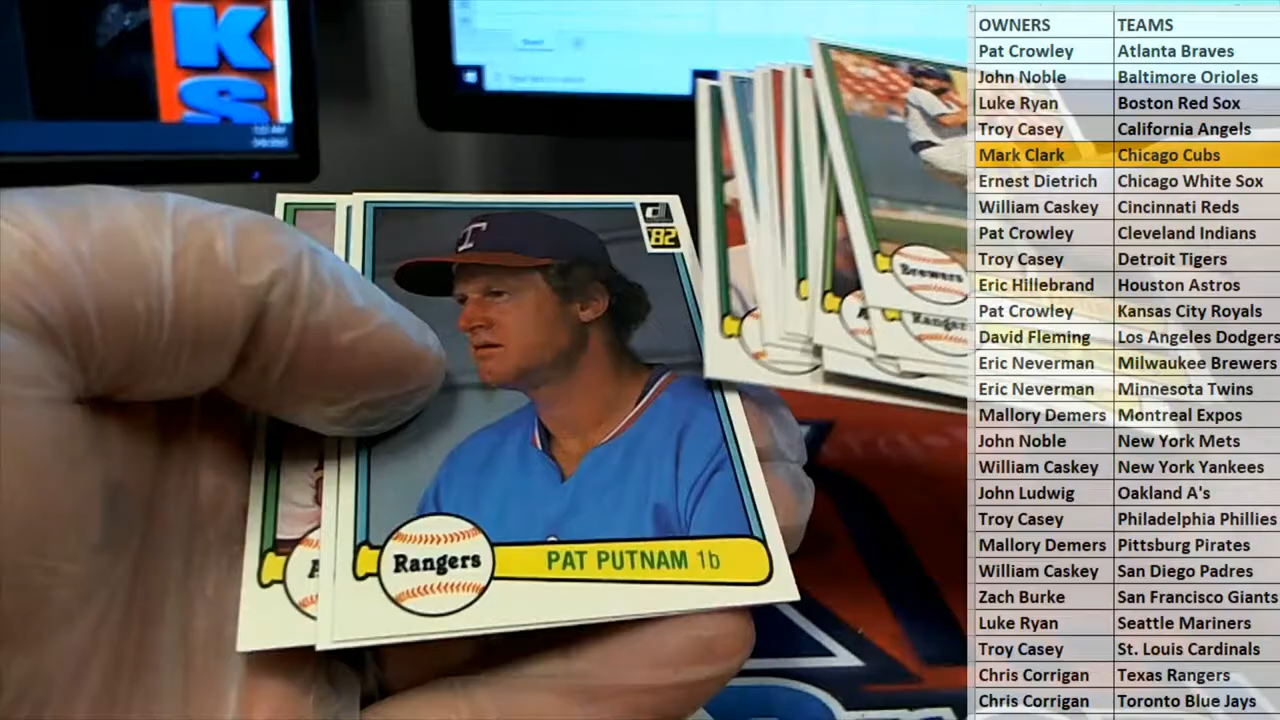 K
S
T
d
'82
Rangers
PAT PUTNAM 1b
A
Brewers
A
Rangers
OWNERS TEAMS
Pat Crowley Atlanta Braves
John Noble Baltimore Orioles
Luke Ryan Boston Red Sox
Troy Casey California Angels
Mark Clark Chicago Cubs
Ernest Dietrich Chicago White Sox
William Caskey Cincinnati Reds
Pat Crowley Cleveland Indians
Troy Casey Detroit Tigers
Eric Hillebrand Houston Astros
Pat Crowley Kansas City Royals
David Fleming Los Angeles Dodgers
Eric Neverman Milwaukee Brewers
Eric Neverman Minnesota Twins
Mallory Demers Montreal Expos
John Noble New York Mets
William Caskey New York Yankees
John Ludwig Oakland A's
Troy Casey Philadelphia Phillies
Mallory Demers Pittsburg Pirates
William Caskey San Diego Padres
Zach Burke San Francisco Giants
Luke Ryan Seattle Mariners
Troy Casey St. Louis Cardinals
Chris Corrigan Texas Rangers
Chris Corrigan Toronto Blue Jays